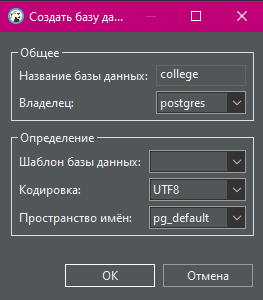 Создать базу да...
Общее
Название базы данных: college
Владелец: postgres
Определение
Шаблон базы данных:
Кодировка: UTF8
Пространство имён: pg_default
ОК Отмена